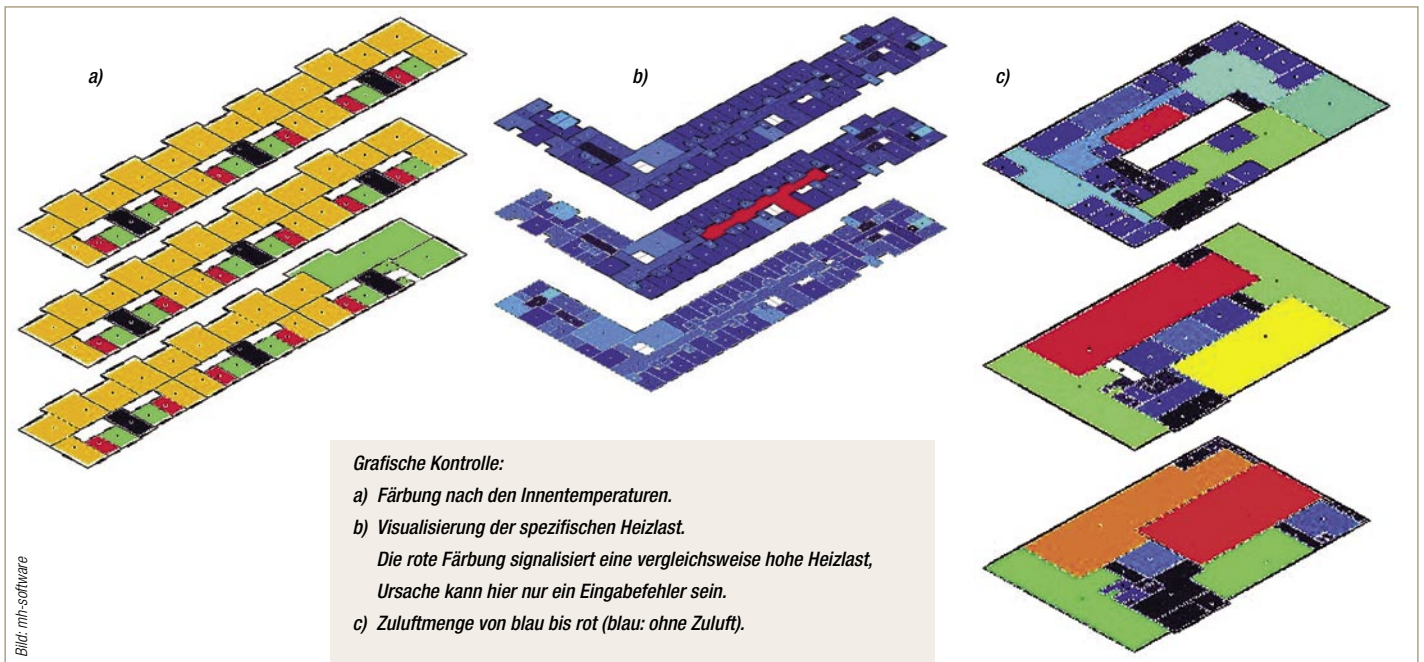 a)
b)
c)
Grafische Kontrolle:
a) Färbung nach den Innentemperaturen.
b) Visualisierung der spezifischen Heizlast.
Die rote Färbung signalisiert eine vergleichsweise hohe Heizlast,
Ursache kann hier nur ein Eingabefehler sein.
c) Zuluftmenge von blau bis rot (blau: ohne Zuluft).
Bild: mh-software